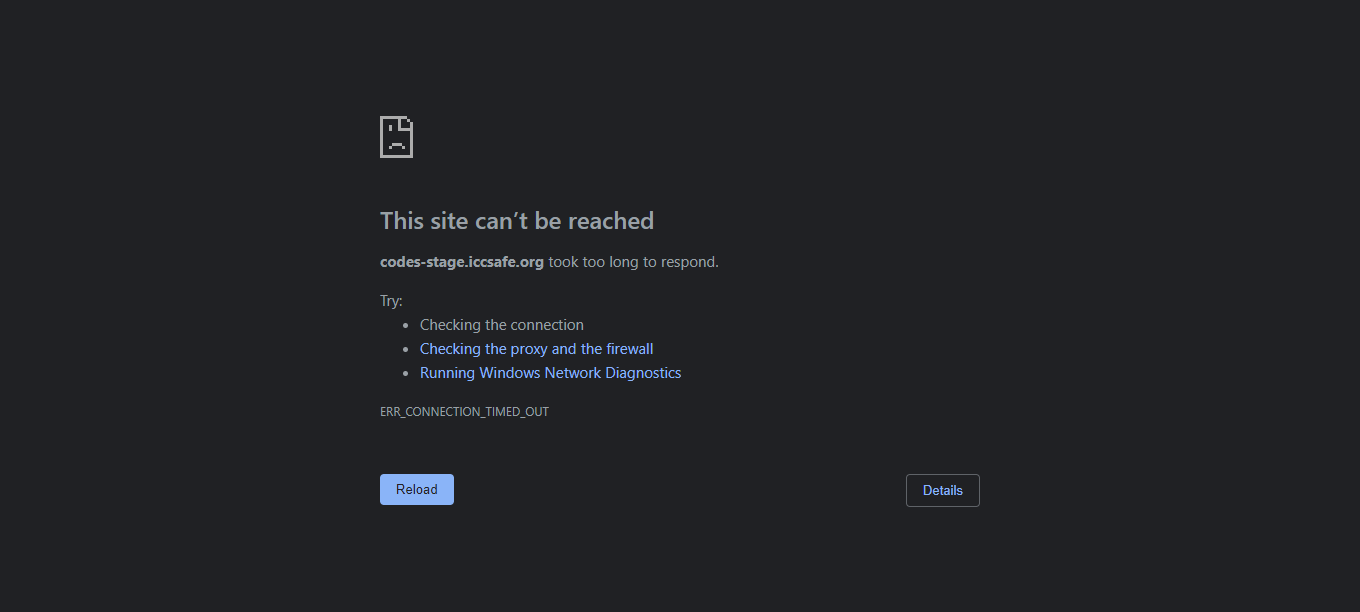 This site can’t be reached
codes-stage.iccsafe.org took too long to respond.
Try:
Checking the connection
Checking the proxy and the firewall
Running Windows Network Diagnostics
ERR_CONNECTION_TIMED_OUT
Reload
Details